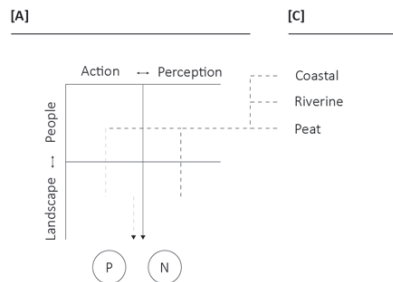 [A]
[C]
Action ↔ Perception
Coastal
Riverine
Peat
People
↔
Landscape
P
N